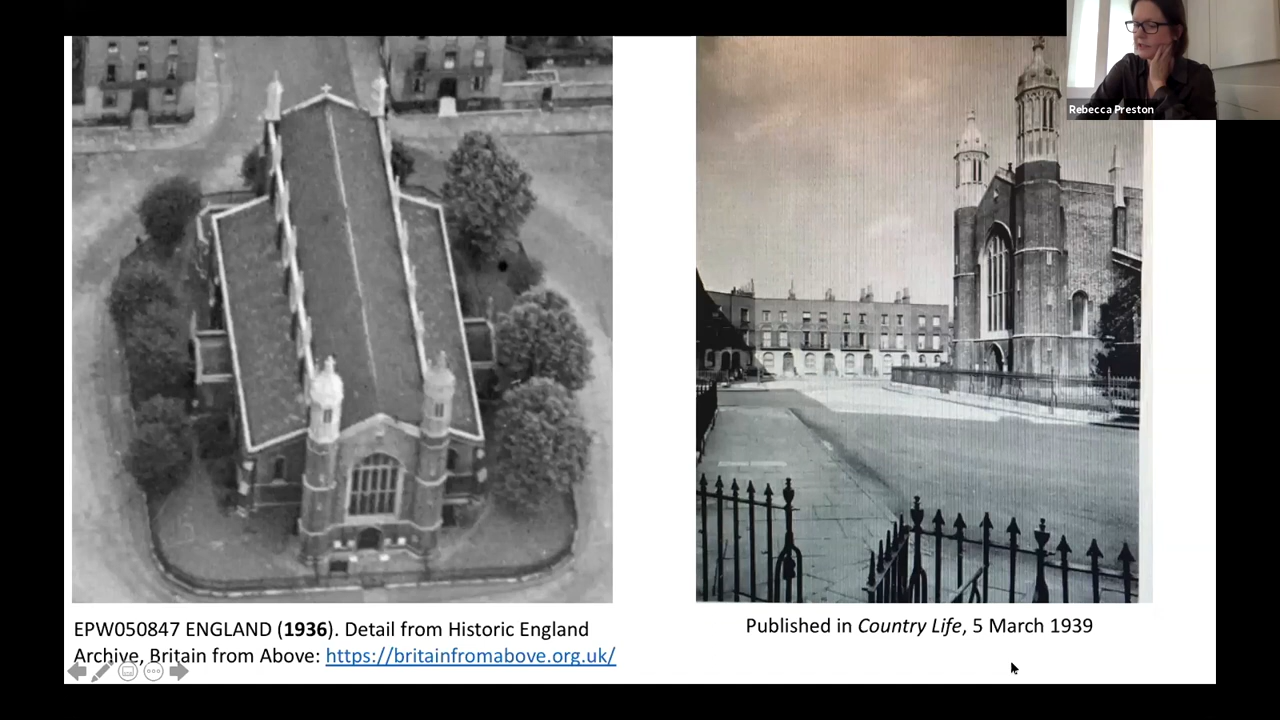 Rebecca Preston
EPW050847 ENGLAND (1936). Detail from Historic England
Archive, Britain from Above: https://britainfromabove.org.uk/
Published in Country Life, 5 March 1939